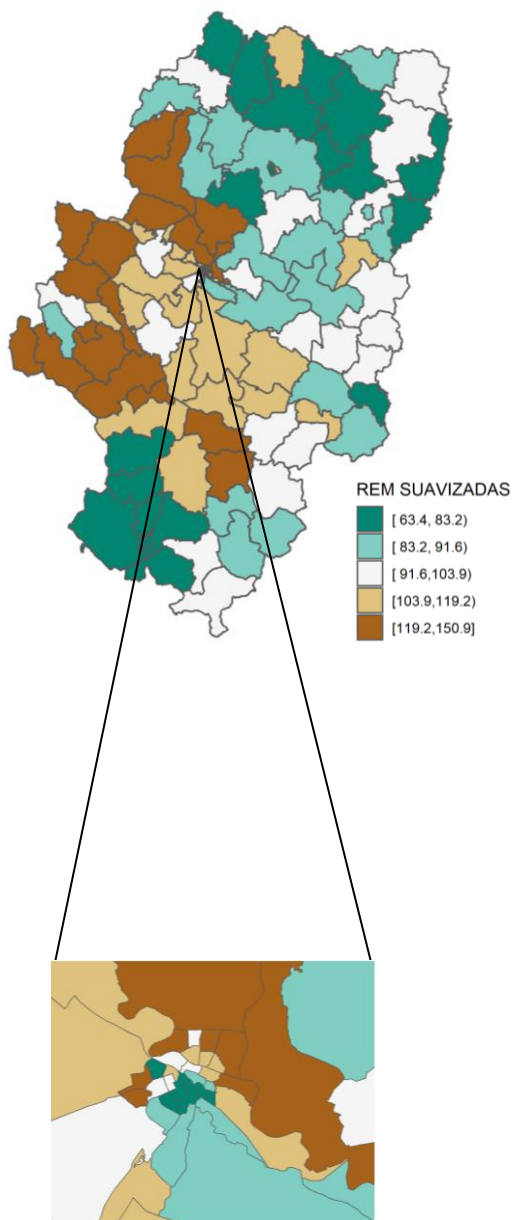 REM SUAVIZADAS
[ 63.4, 83.2)
[ 83.2, 91.6)
[ 91.6,103.9)
[103.9,119.2)
[119.2,150.9]